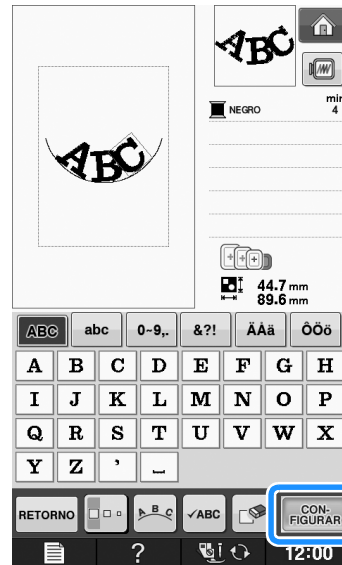 ABC
ABC
NEGRO
min
4
44.7 mm
89.6 mm
ABC
abc
0~9,.
&?!
ÄÀä
ÔÖö
A B C D E F G H
I J K L M N O P
Q R S T U V W X
Y Z ’ _
RETORNO
ABC
✓ABC
CON-
FIGURAR
?
12:00